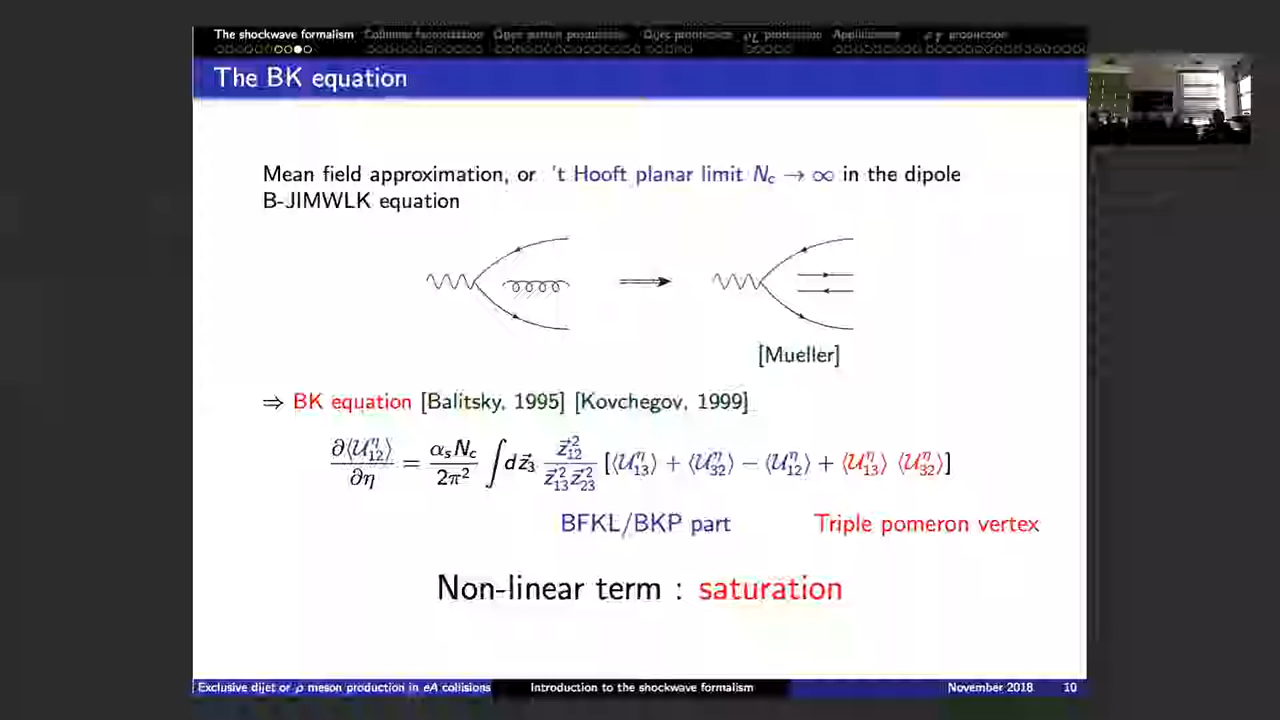 The shockwave formalism
The BK equation
Mean field approximation, or 't Hooft planar limit N_c → ∞ in the dipole
B-JIMWLK equation
[Mueller]
⇒ BK equation [Balitsky, 1995] [Kovchegov, 1999]
∂⟨𝒰^η_12⟩/∂η = α_s N_c/2π² ∫ dz⃗_3 z⃗²_12/z⃗²_13 z⃗²_23 [⟨𝒰^η_13⟩ + ⟨𝒰^η_32⟩ − ⟨𝒰^η_12⟩ + ⟨𝒰^η_13⟩ ⟨𝒰^η_32⟩]
BFKL/BKP part Triple pomeron vertex
Non-linear term : saturation
Exclusive dijet or ρ meson production in eA collisions Introduction to the shockwave formalism November 2018 10